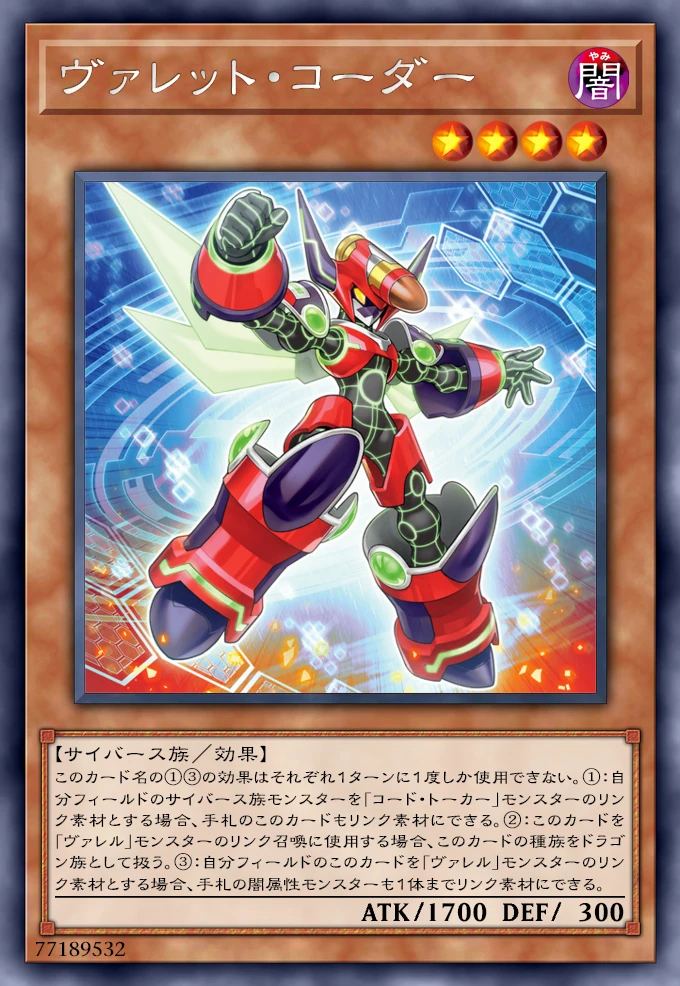 ヴァレット・コーダー
やみ
闇
【サイバース族／効果】
このカード名の①③の効果はそれぞれ1ターンに1度しか使用できない。①：自
分フィールドのサイバース族モンスターを「コード・トーカー」モンスターのリン
ク素材とする場合、手札のこのカードもリンク素材にできる。②：このカードを
「ヴァレル」モンスターのリンク召喚に使用する場合、このカードの種族をドラゴ
ン族として扱う。③：自分フィールドのこのカードを「ヴァレル」モンスターのリン
ク素材とする場合、手札の闇属性モンスターも1体までリンク素材にできる。
ATK/1700 DEF/ 300
77189532